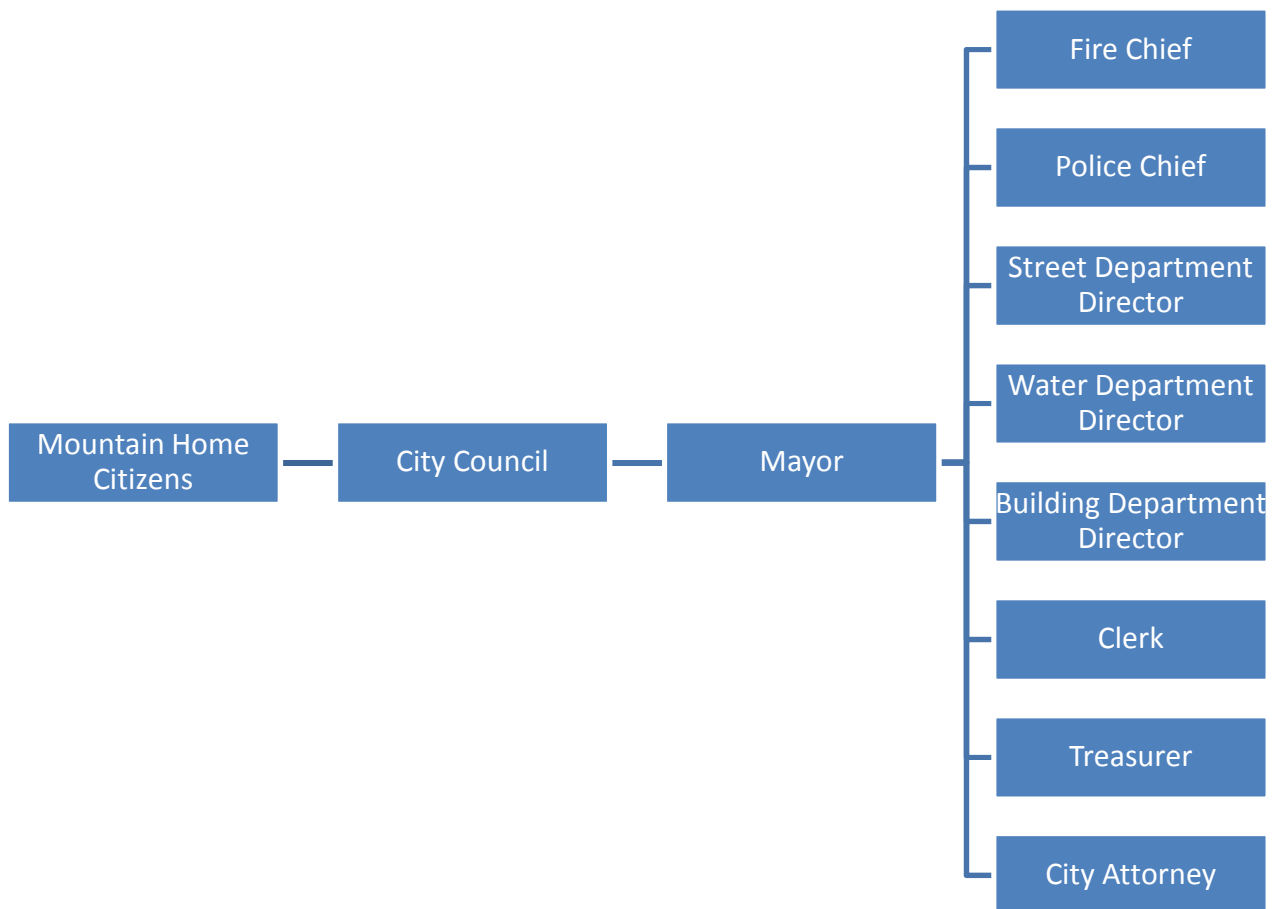 Fire Chief
Police Chief
Street Department
Director
Water Department
Director
Mountain Home
Citizens
City Council
Mayor
Building Department
Director
Clerk
Treasurer
City Attorney